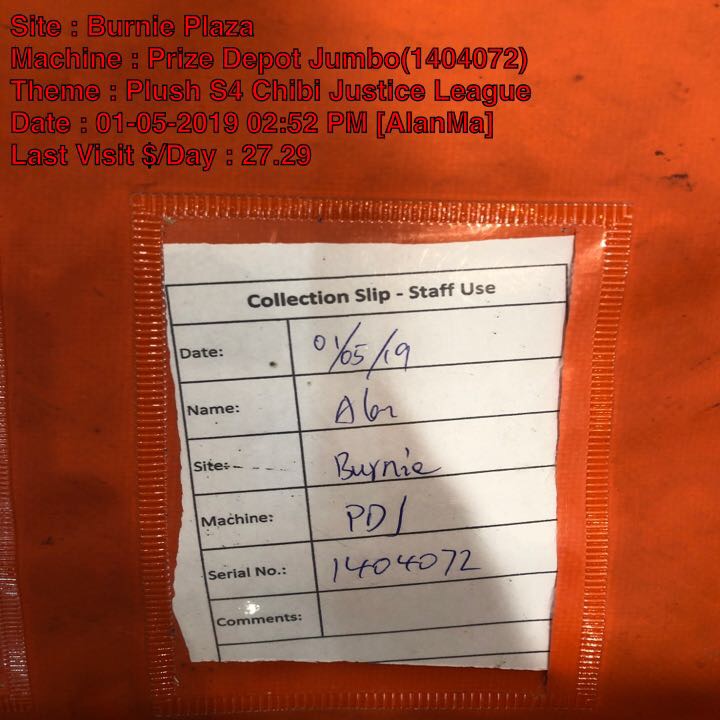 Site : Burnie Plaza
Machine : Prize Depot Jumbo(1404072)
Theme : Plush S4 Chibi Justice League
Date : 01-05-2019 02:52 PM [AlanMa]
Last Visit $/Day : 27.29
Collection Slip - Staff Use
Date: 01/05/19
Name:
Site: Burnie
Machine: PDJ
Serial No.: 1404072
Comments: